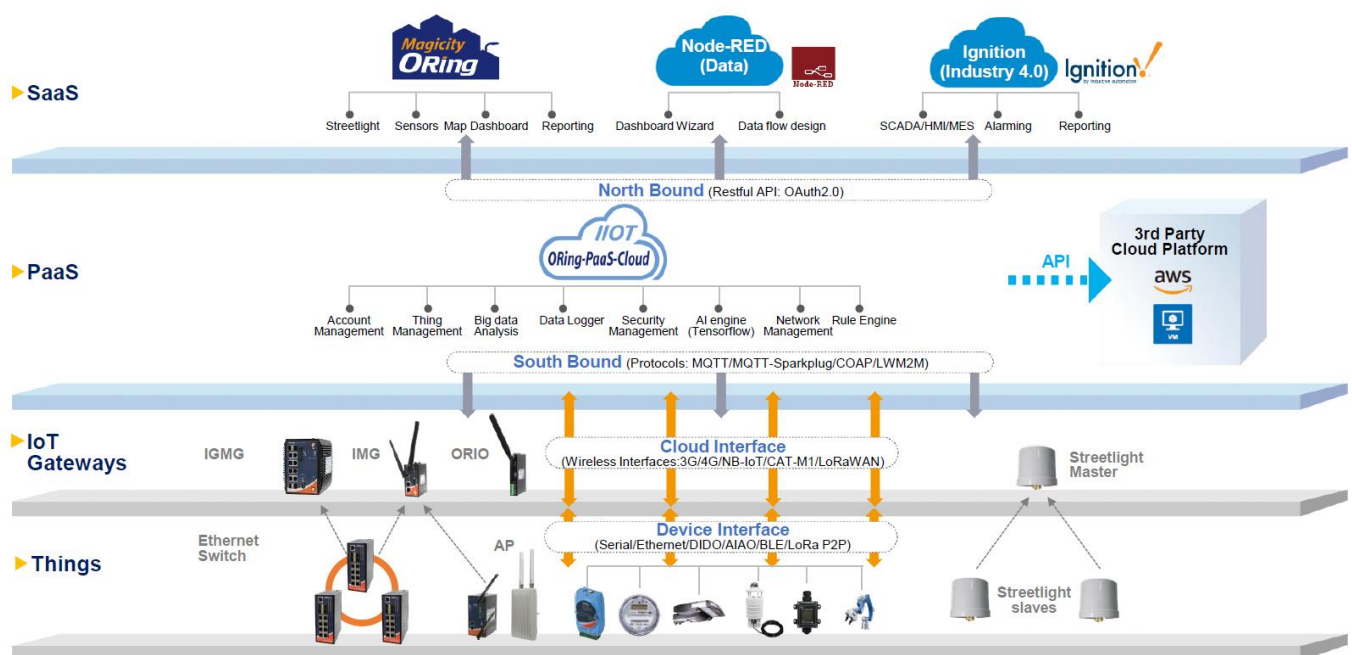 Magicity
ORing
Node-RED
(Data)
Node-RED
Ignition
(Industry 4.0)
Ignition!
by inductive automation
SaaS
Streetlight
Sensors
Map Dashboard
Reporting
Dashboard Wizard
Data flow design
SCADA/HMI/MES
Alarming
Reporting
North Bound (Restful API: OAuth2.0)
IIOT
ORing-PaaS-Cloud
3rd Party
Cloud Platform
aws
VM
API
PaaS
Account
Management
Thing
Management
Big data
Analysis
Data Logger
Security
Management
AI engine
(Tensorflow)
Network
Management
Rule Engine
South Bound (Protocols: MQTT/MQTT-Sparkplug/COAP/LWM2M)
IoT
Gateways
IGMG
IMG
ORIO
Cloud Interface
(Wireless Interfaces:3G/4G/NB-IoT/CAT-M1/LoRaWAN)
Streetlight
Master
Things
Ethernet
Switch
AP
Device Interface
(Serial/Ethernet/DIDO/AIAO/BLE/LoRa P2P)
Streetlight
slaves